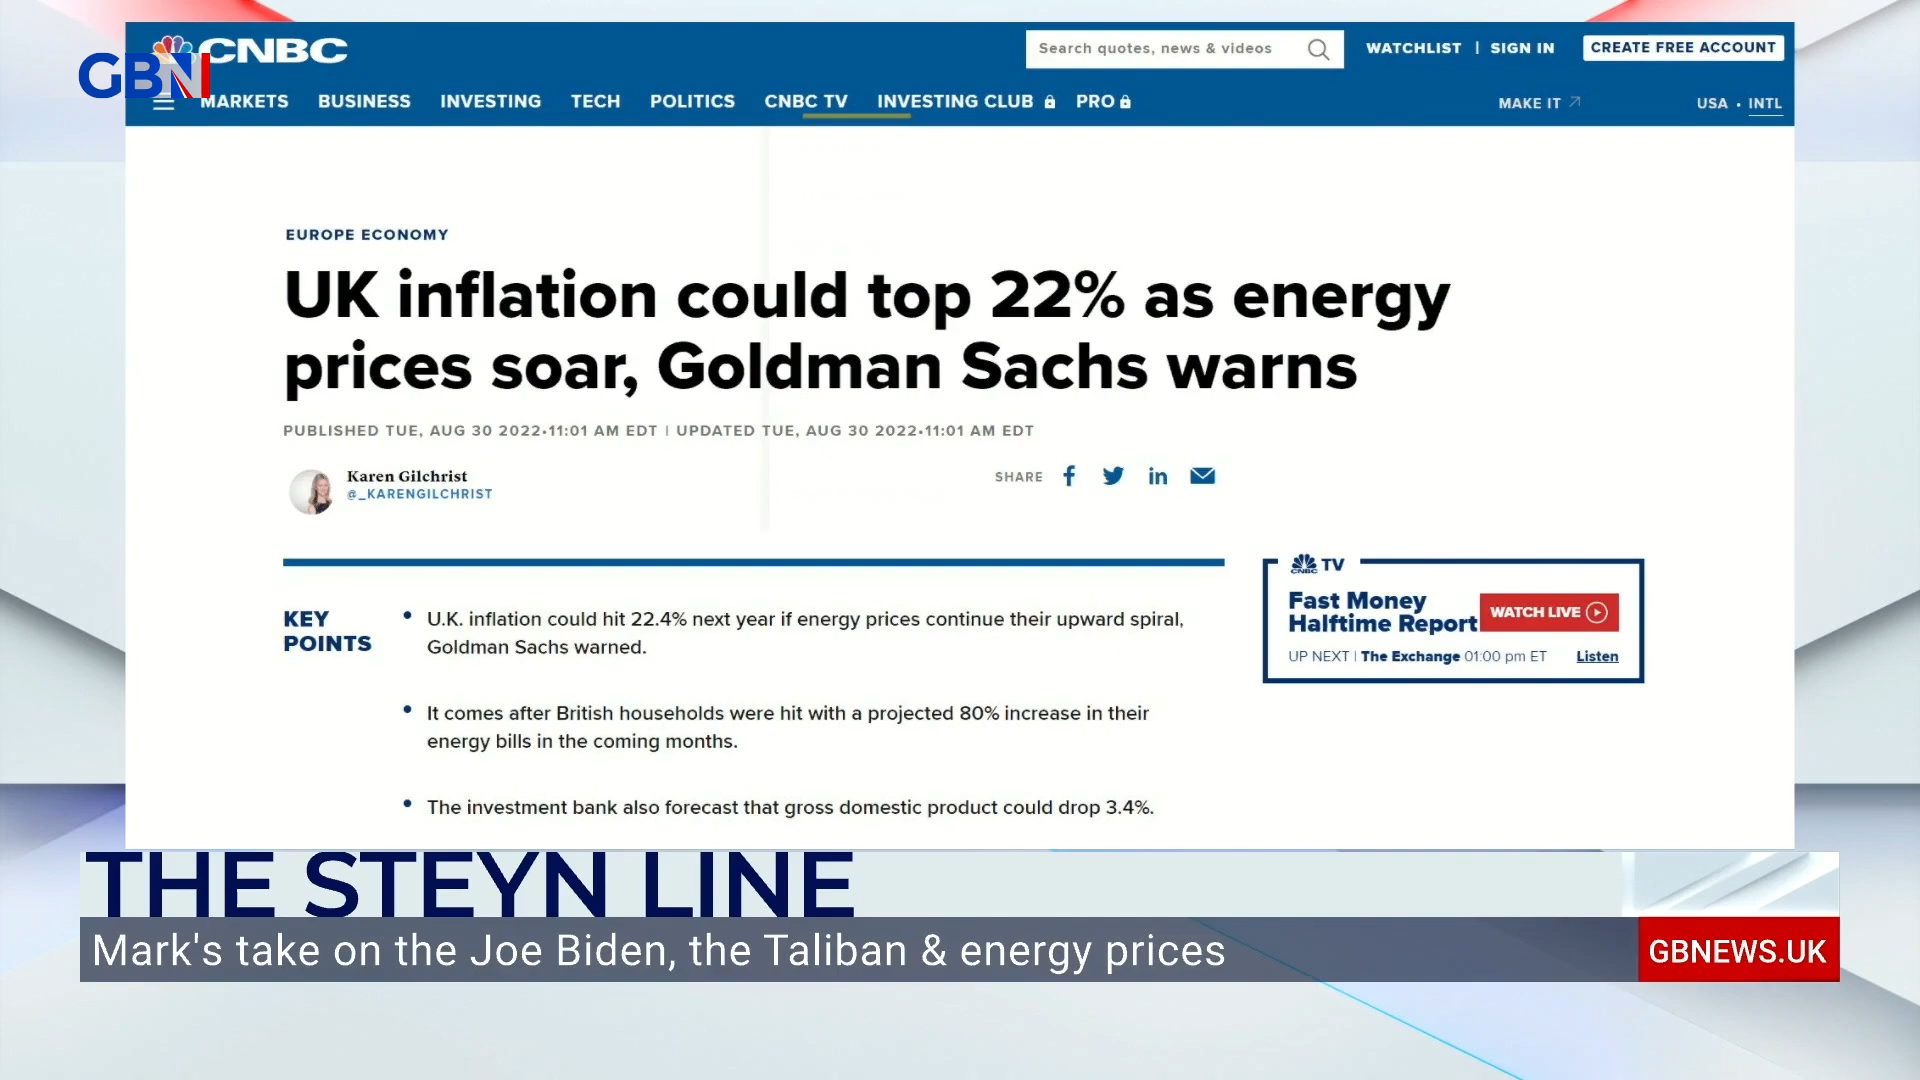 CNBC
GBN
Search quotes, news & videos
WATCHLIST | SIGN IN
CREATE FREE ACCOUNT
MARKETS BUSINESS INVESTING TECH POLITICS CNBC TV INVESTING CLUB PRO
MAKE IT
USA • INTL
EUROPE ECONOMY
UK inflation could top 22% as energy
prices soar, Goldman Sachs warns
PUBLISHED TUE, AUG 30 2022•11:01 AM EDT | UPDATED TUE, AUG 30 2022•11:01 AM EDT
Karen Gilchrist
@_KARENGILCHRIST
SHARE
KEY
POINTS
• U.K. inflation could hit 22.4% next year if energy prices continue their upward spiral,
Goldman Sachs warned.
• It comes after British households were hit with a projected 80% increase in their
energy bills in the coming months.
• The investment bank also forecast that gross domestic product could drop 3.4%.
CNBC TV
Fast Money
Halftime Report
WATCH LIVE
UP NEXT | The Exchange 01:00 pm ET
Listen
THE STEYN LINE
Mark's take on the Joe Biden, the Taliban & energy prices
GBNEWS.UK